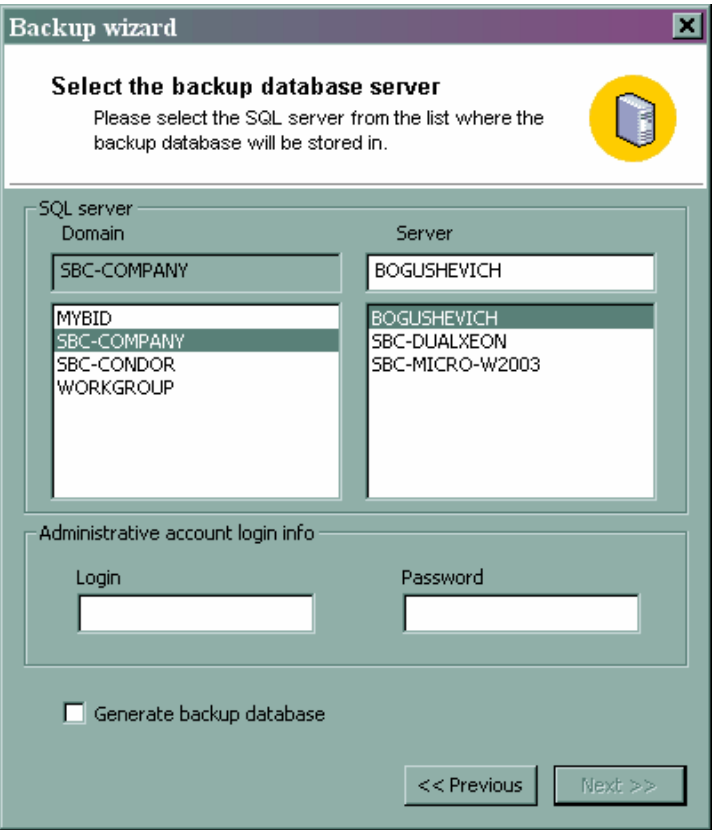 Backup wizard
Select the backup database server
Please select the SQL server from the list where the
backup database will be stored in.
SQL server
Domain
Server
SBC-COMPANY
BOGUSHEVICH
MYBID
SBC-COMPANY
SBC-CONDOR
WORKGROUP
BOGUSHEVICH
SBC-DUALXEON
SBC-MICRO-W2003
Administrative account login info
Login
Password
Generate backup database
<< Previous
Next >>